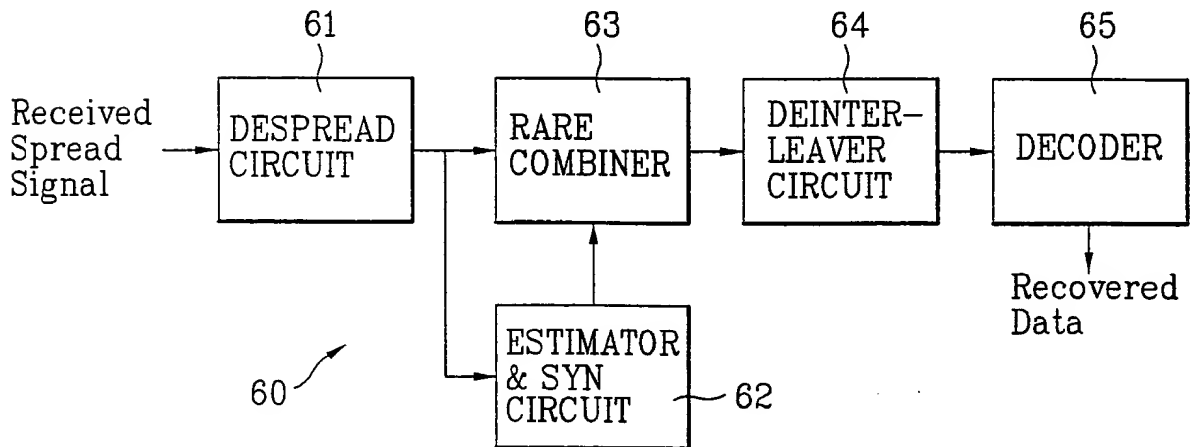 61
63
64
65
Received
Spread
Signal
DESPREAD
CIRCUIT
RARE
COMBINER
DEINTER-
LEAVER
CIRCUIT
DECODER
Recovered
Data
ESTIMATOR
& SYN
CIRCUIT
60
62